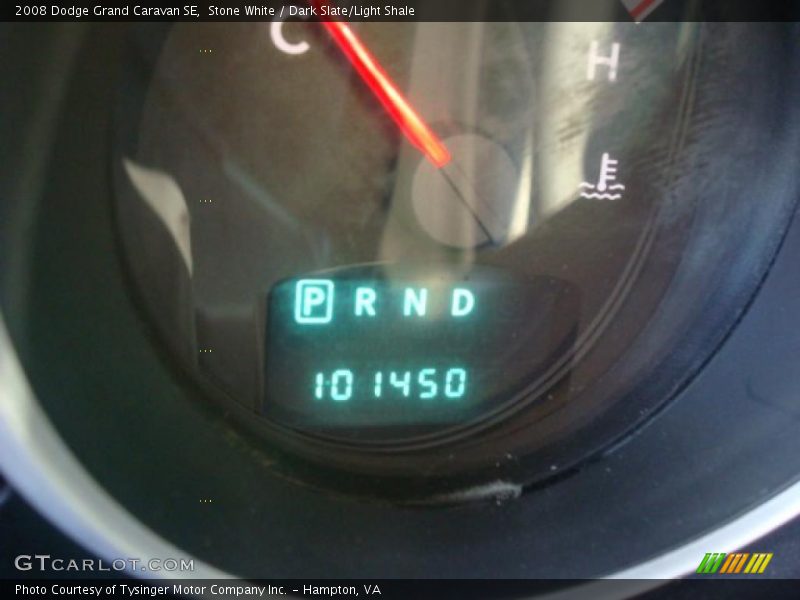 2008 Dodge Grand Caravan SE,  Stone White / Dark Slate/Light Shale
C
H
P R N D
101450
GTCARLOT.COM
Photo Courtesy of Tysinger Motor Company Inc. - Hampton, VA